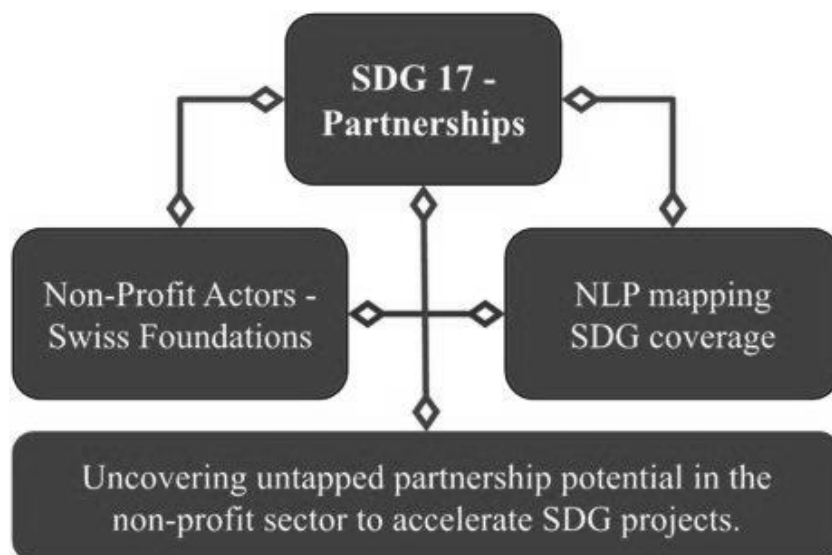 SDG 17 -
Partnerships
Non-Profit Actors -
Swiss Foundations
NLP mapping
SDG coverage
Uncovering untapped partnership potential in the
non-profit sector to accelerate SDG projects.